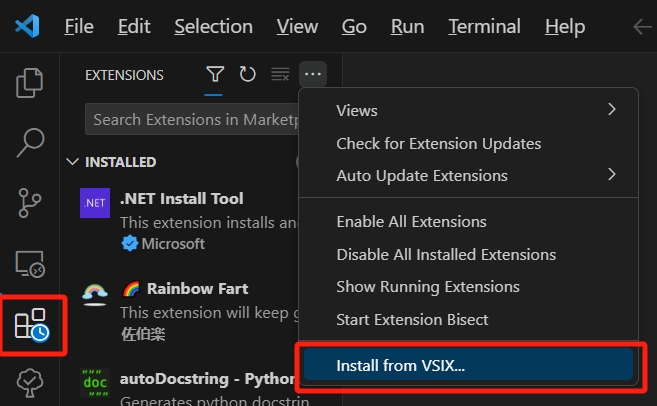 File Edit Selection View Go Run Terminal Help
EXTENSIONS
Search Extensions in Marketp
INSTALLED
.NET
.NET Install Tool
This extension installs and
Microsoft
🌈 Rainbow Fart
This extension will keep g
佐伯楽
"""
doc
"""
autoDocstring - Python
Generates python docstrin
Views
Check for Extension Updates
Auto Update Extensions
Enable All Extensions
Disable All Installed Extensions
Show Running Extensions
Start Extension Bisect
Install from VSIX...